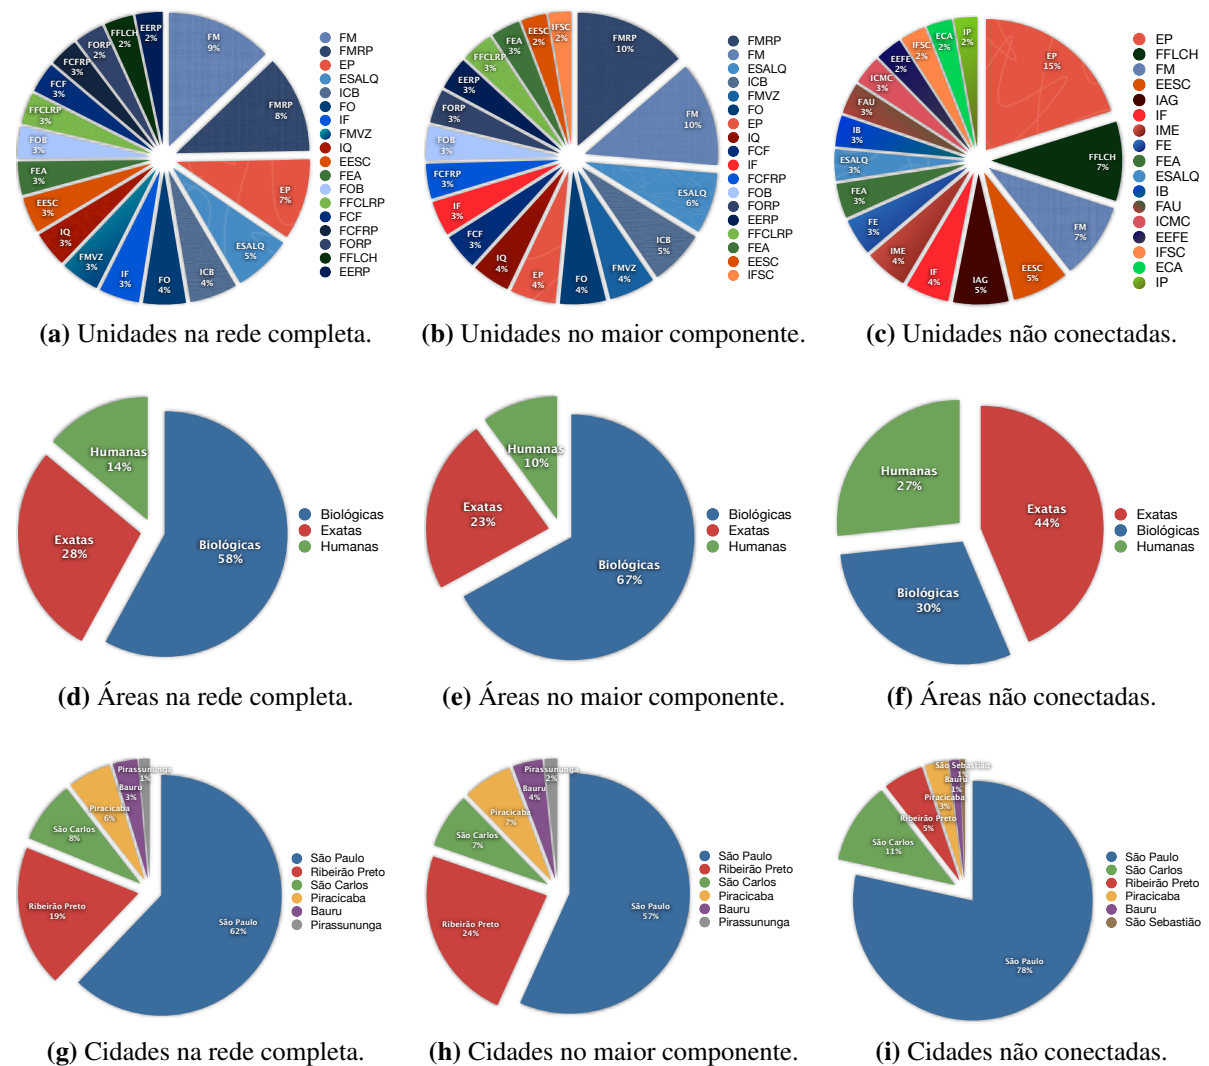 FM
9%
FMRP
8%
EP
7%
ESALQ
5%
ICB
4%
FO
4%
IF
3%
FMVZ
3%
IQ
3%
EESC
3%
FEA
3%
FOB
3%
FFCLRP
3%
FCF
3%
FCFRP
3%
FORP
2%
FFLCH
2%
EERP
2%
FM
FMRP
EP
ESALQ
ICB
FO
IF
FMVZ
IQ
EESC
FEA
FOB
FFCLRP
FCF
FCFRP
FORP
FFLCH
EERP
(a) Unidades na rede completa.
FMRP
10%
FM
10%
ESALQ
6%
ICB
5%
FMVZ
4%
FO
4%
EP
4%
IQ
4%
FCF
3%
IF
3%
FCFRP
3%
FOB
3%
FORP
3%
EERP
3%
FFCLRP
3%
FEA
3%
EESC
2%
IFSC
2%
FMRP
FM
ESALQ
ICB
FMVZ
FO
EP
IQ
FCF
IF
FCFRP
FOB
FORP
EERP
FFCLRP
FEA
EESC
IFSC
(b) Unidades no maior componente.
EP
15%
FFLCH
7%
FM
7%
EESC
5%
IAG
5%
IF
4%
IME
4%
FE
3%
FEA
3%
ESALQ
3%
IB
3%
FAU
3%
ICMC
3%
EEFE
2%
IFSC
2%
ECA
2%
IP
2%
EP
FFLCH
FM
EESC
IAG
IF
IME
FE
FEA
ESALQ
IB
FAU
ICMC
EEFE
IFSC
ECA
IP
(c) Unidades não conectadas.
Humanas
14%
Exatas
28%
Biológicas
58%
Biológicas
Exatas
Humanas
(d) Áreas na rede completa.
Humanas
10%
Exatas
23%
Biológicas
67%
Biológicas
Exatas
Humanas
(e) Áreas no maior componente.
Humanas
27%
Exatas
44%
Biológicas
30%
Exatas
Biológicas
Humanas
(f) Áreas não conectadas.
Pirassununga
1%
Bauru
3%
Piracicaba
6%
São Carlos
8%
Ribeirão Preto
19%
São Paulo
62%
São Paulo
Ribeirão Preto
São Carlos
Piracicaba
Bauru
Pirassununga
(g) Cidades na rede completa.
Pirassununga
2%
Bauru
4%
Piracicaba
7%
São Carlos
7%
Ribeirão Preto
24%
São Paulo
57%
São Paulo
Ribeirão Preto
São Carlos
Piracicaba
Bauru
Pirassununga
(h) Cidades no maior componente.
São Sebastião
1%
Bauru
1%
Piracicaba
3%
Ribeirão Preto
5%
São Carlos
11%
São Paulo
78%
São Paulo
São Carlos
Ribeirão Preto
Piracicaba
Bauru
São Sebastião
(i) Cidades não conectadas.